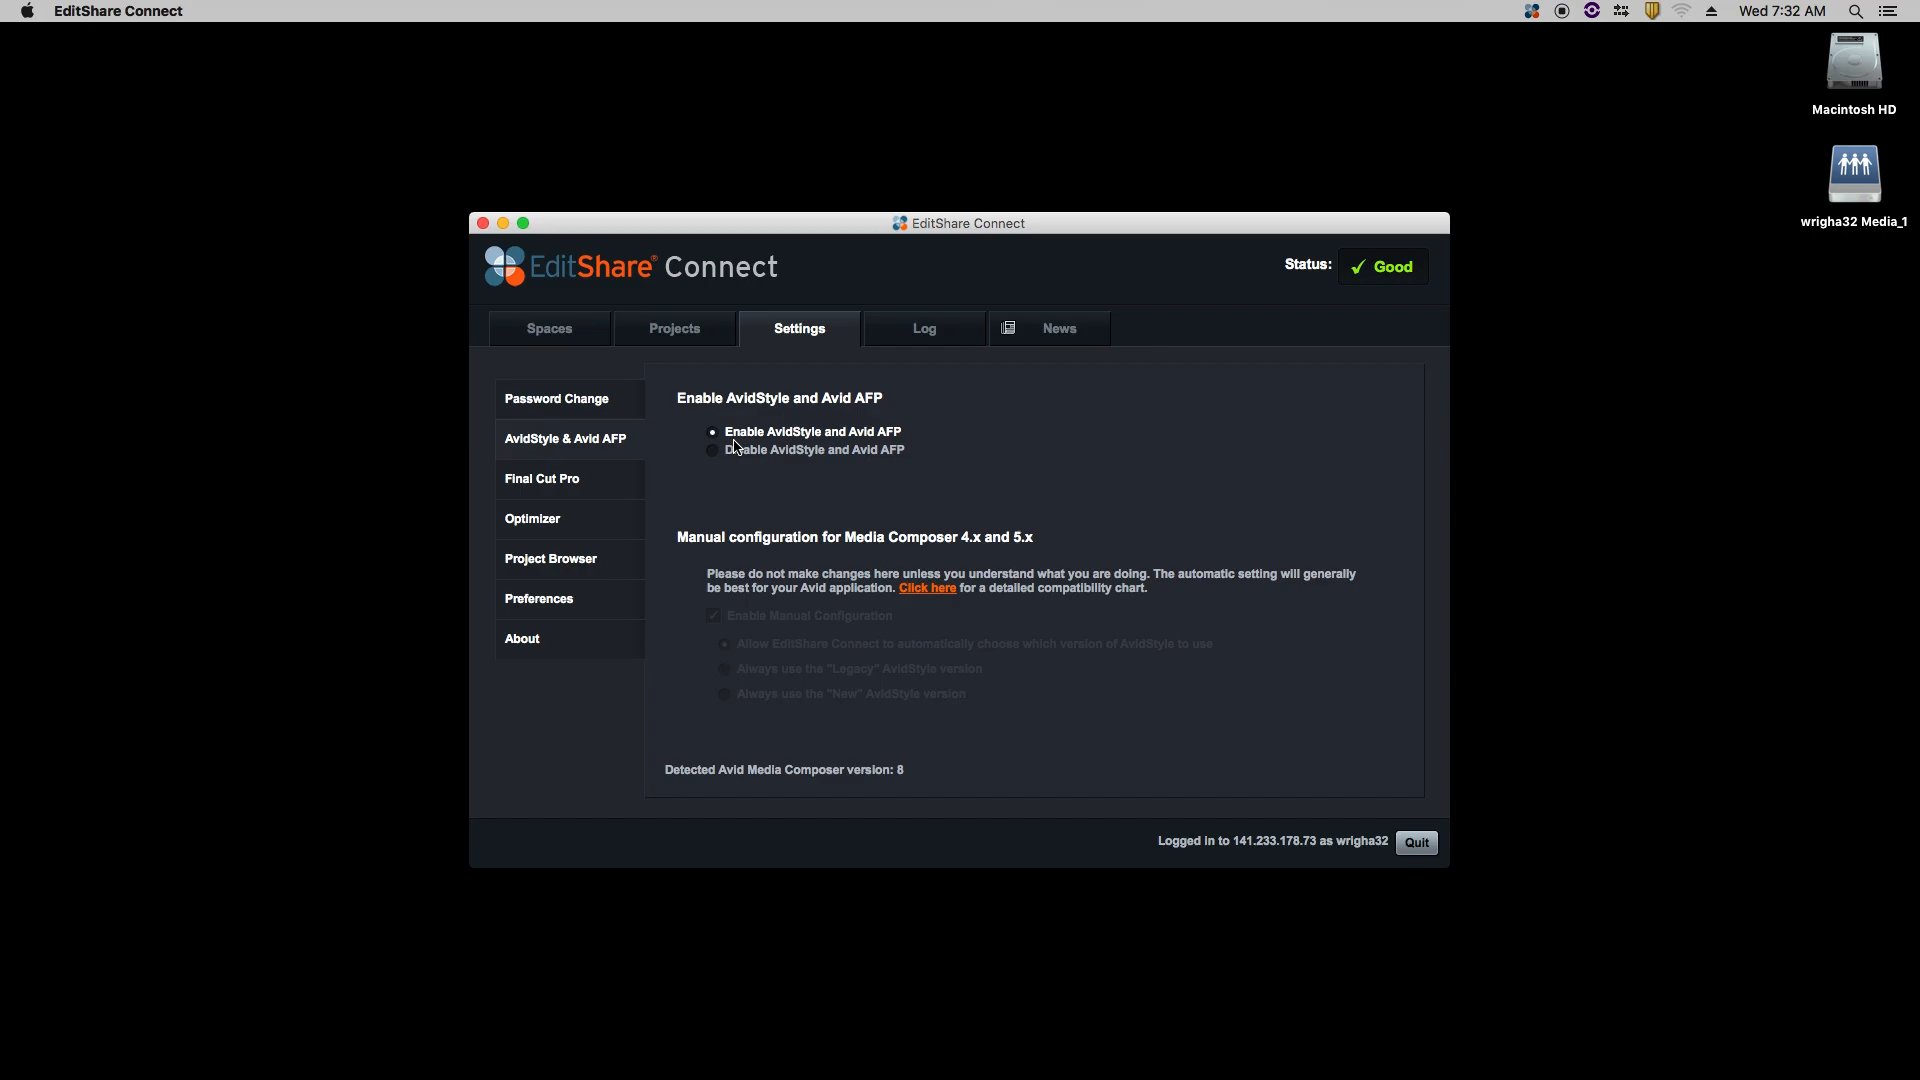 EditShare Connect
Wed 7:32 AM
Macintosh HD
wrigha32 Media_1
EditShare Connect
EditShare® Connect
Status:
Good
Spaces
Projects
Settings
Log
News
Password Change
AvidStyle & Avid AFP
Final Cut Pro
Optimizer
Project Browser
Preferences
About
Enable AvidStyle and Avid AFP
Enable AvidStyle and Avid AFP
Disable AvidStyle and Avid AFP
Manual configuration for Media Composer 4.x and 5.x
Please do not make changes here unless you understand what you are doing. The automatic setting will generally
be best for your Avid application. Click here for a detailed compatibility chart.
Enable Manual Configuration
Allow EditShare Connect to automatically choose which version of AvidStyle to use
Always use the "Legacy" AvidStyle version
Always use the "New" AvidStyle version
Detected Avid Media Composer version: 8
Logged in to 141.233.178.73 as wrigha32
Quit